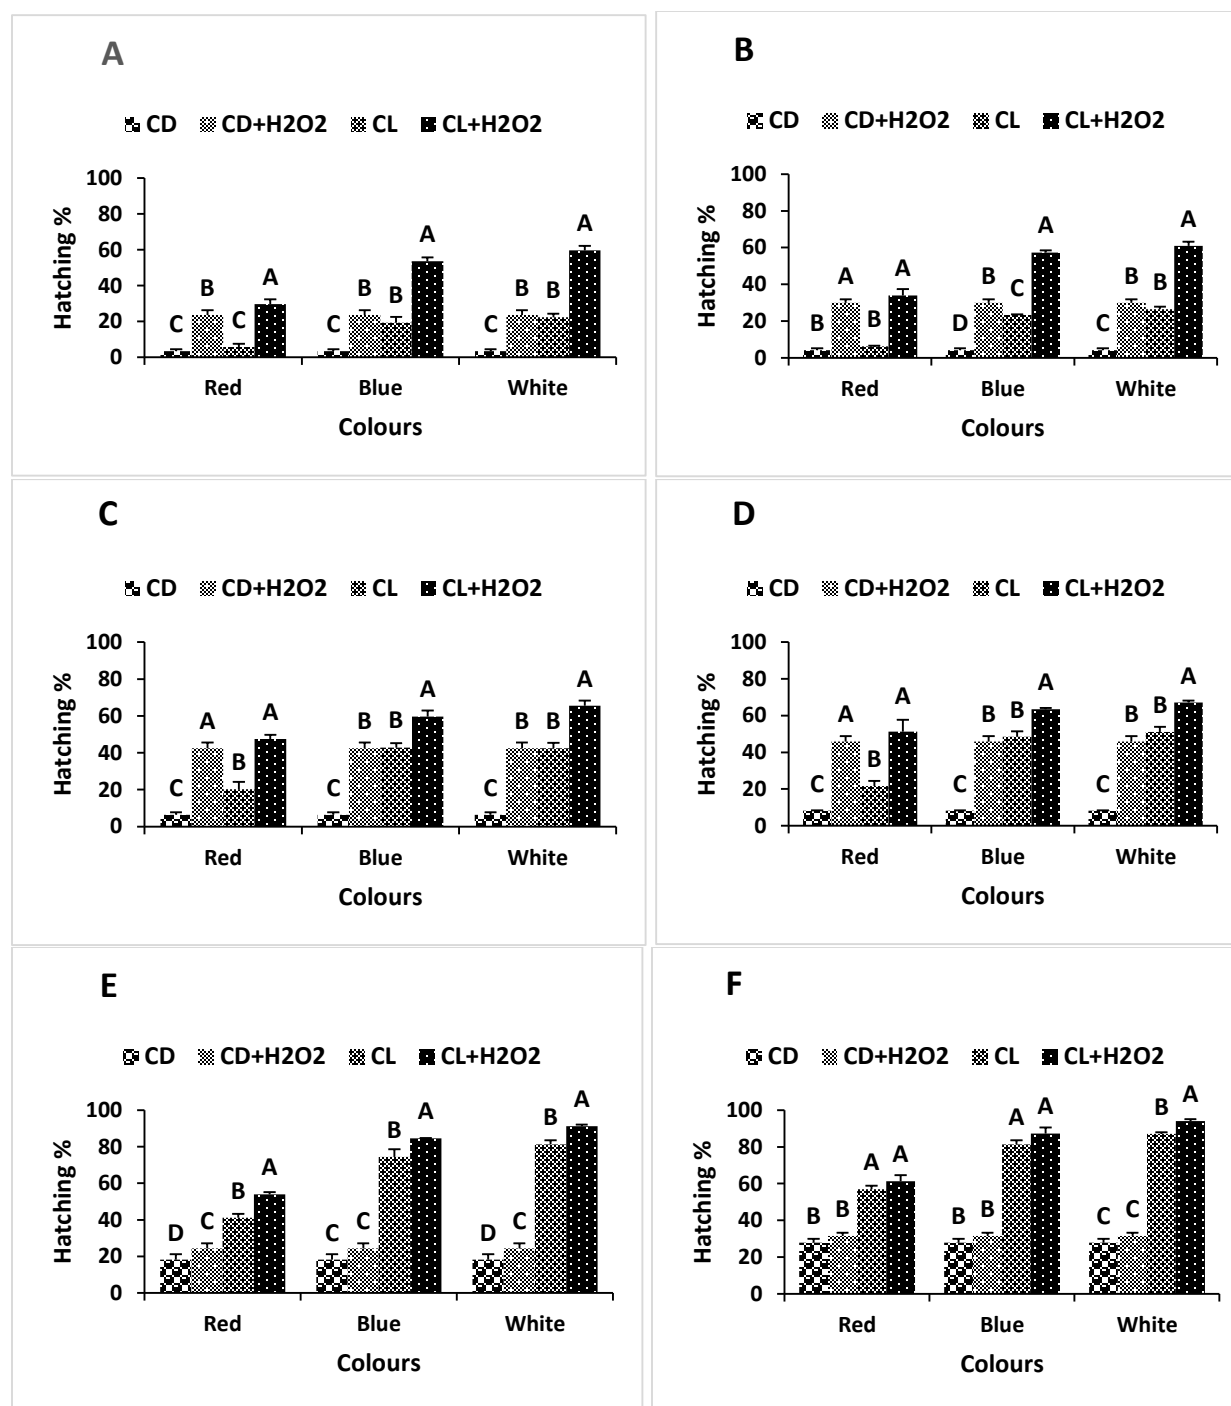 A
CD CD+H2O2 CL CL+H2O2
Hatching %
100
80
60
40
20
0
C B C A
C B B A
C B B A
Red Blue White
Colours
B
CD CD+H2O2 CL CL+H2O2
Hatching %
100
80
60
40
20
0
B A B A
D B C A
C B B A
Red Blue White
Colours
C
CD CD+H2O2 CL CL+H2O2
Hatching %
100
80
60
40
20
0
C A B A
C B B A
C B B A
Red Blue White
Colours
D
CD CD+H2O2 CL CL+H2O2
Hatching %
100
80
60
40
20
0
C A B A
C B B A
C B B A
Red Blue White
Colours
E
CD CD+H2O2 CL CL+H2O2
Hatching %
100
80
60
40
20
0
D C B A
C C B A
D C B A
Red Blue White
Colours
F
CD CD+H2O2 CL CL+H2O2
Hatching %
100
80
60
40
20
0
B B A A
B B A A
C C B A
Red Blue White
Colours